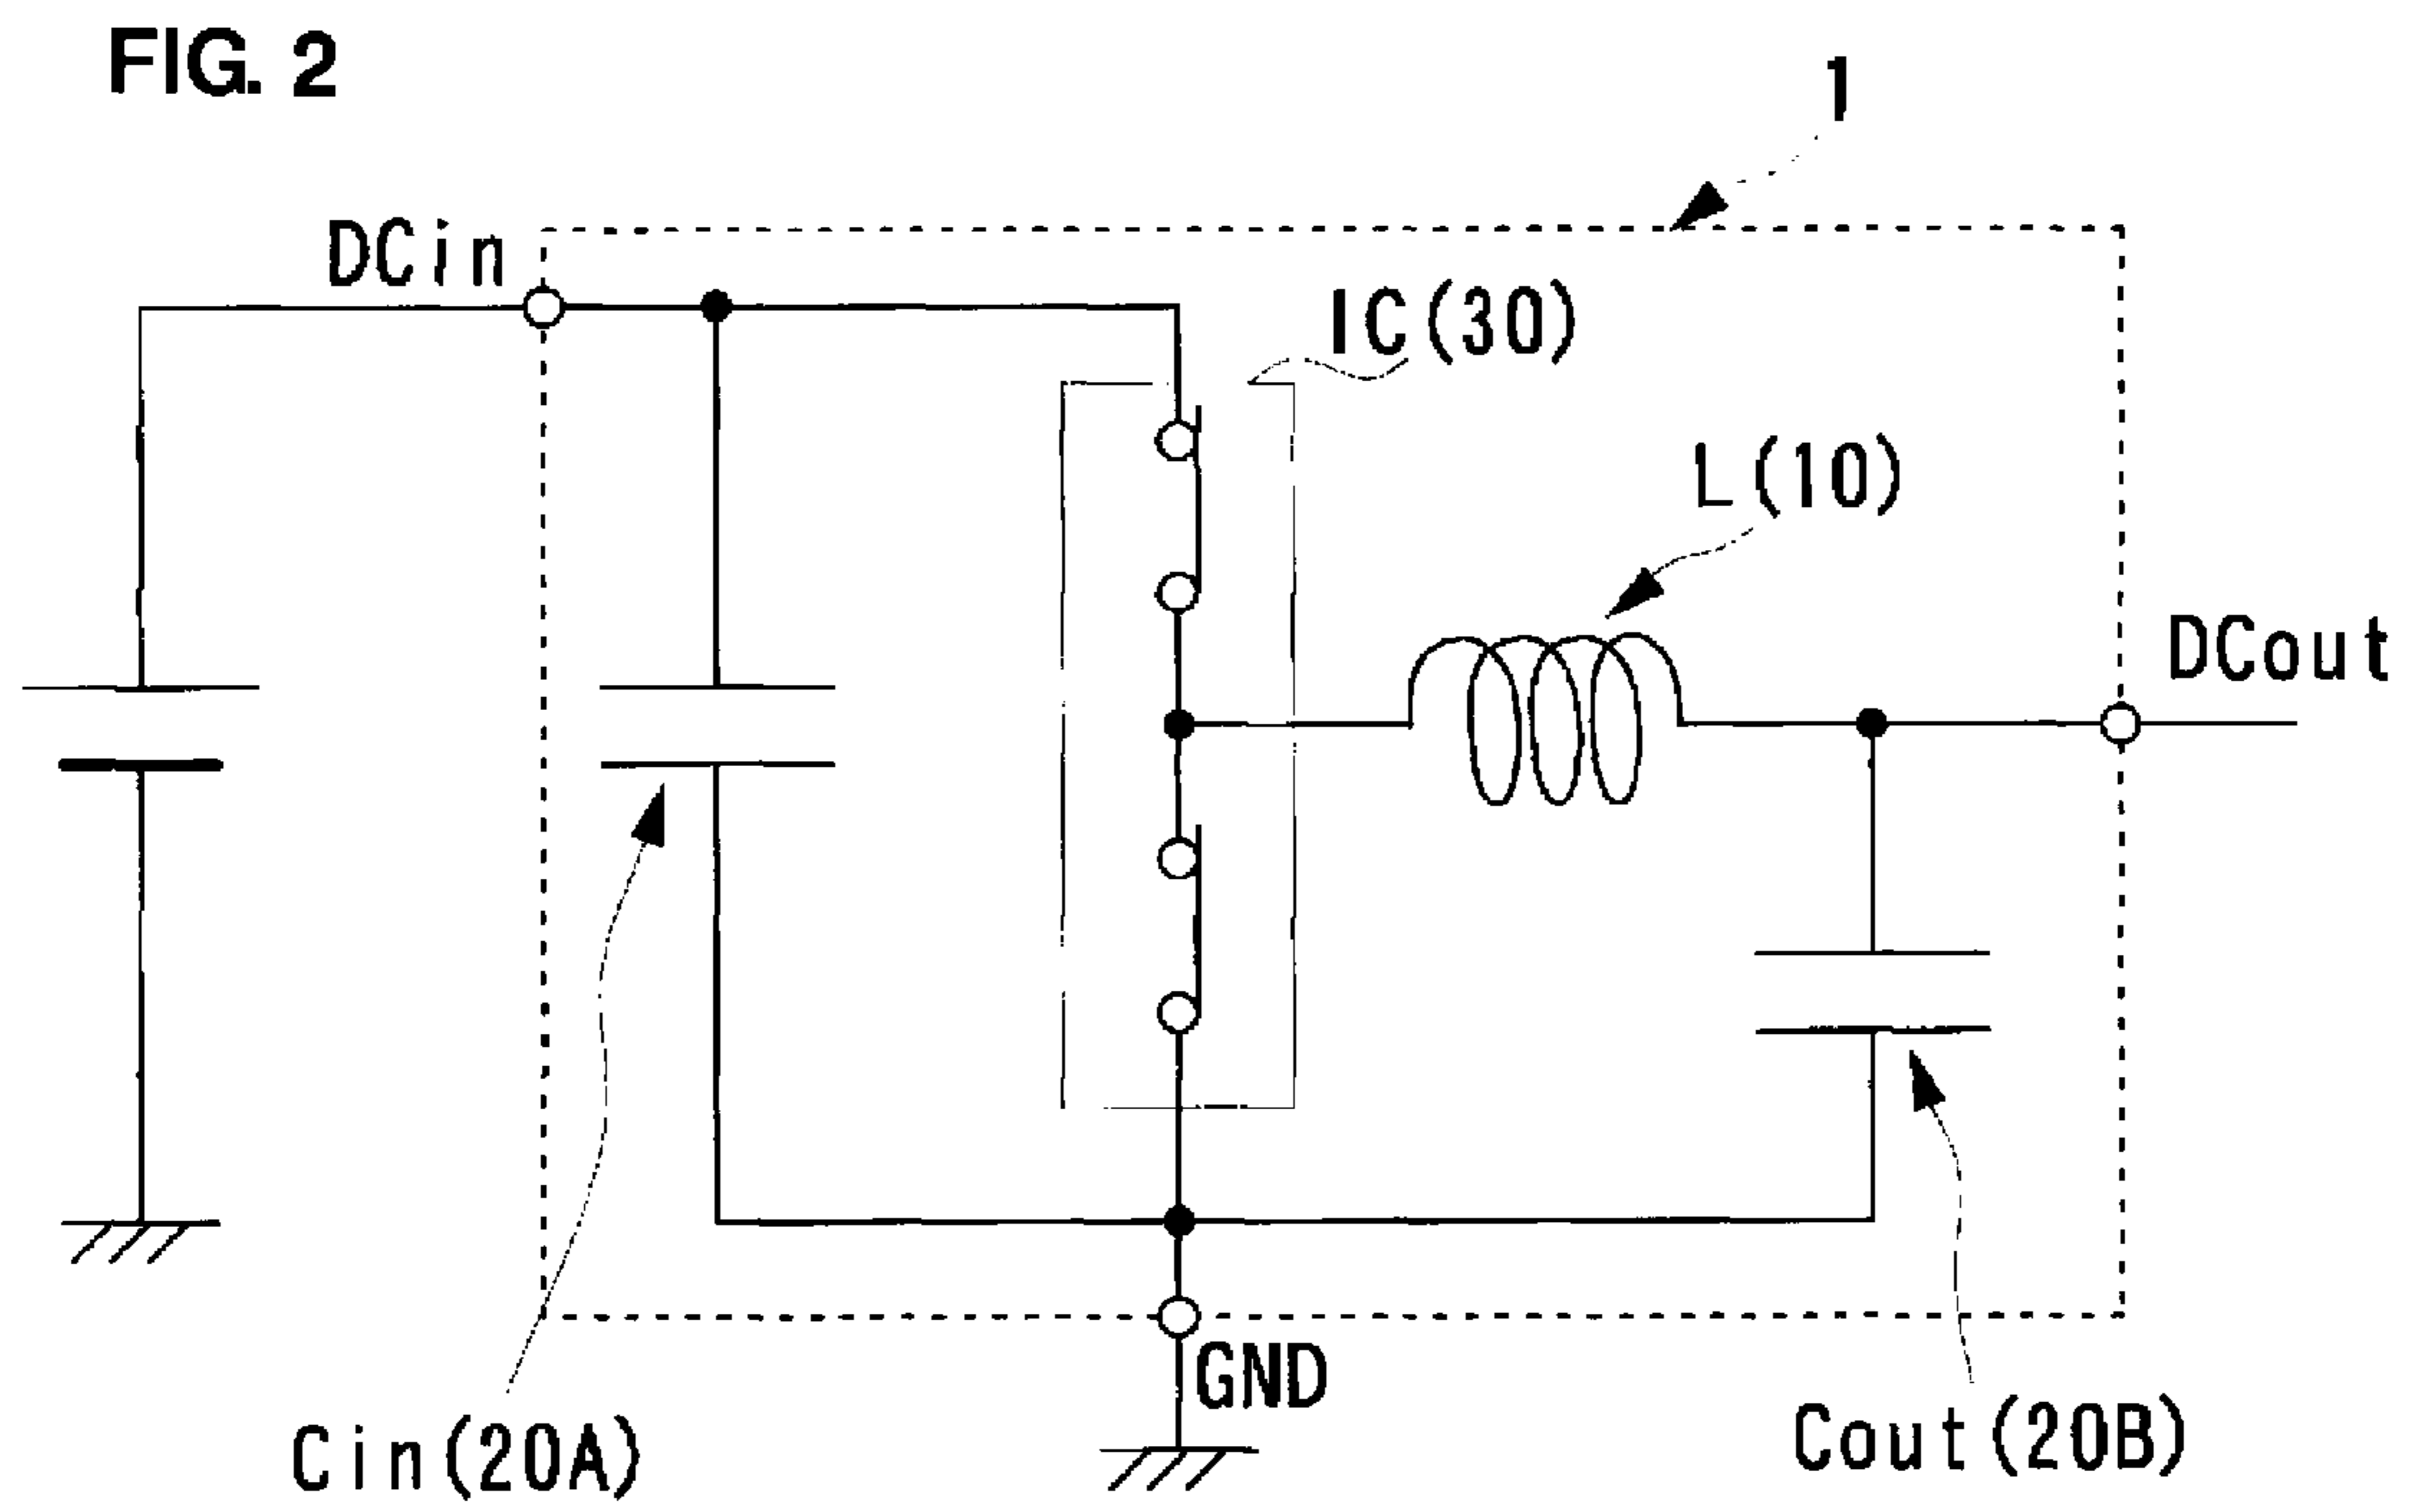 FIG. 2
1
DCin
IC(30)
L(10)
DCout
GND
Cin(20A)
Cout(20B)